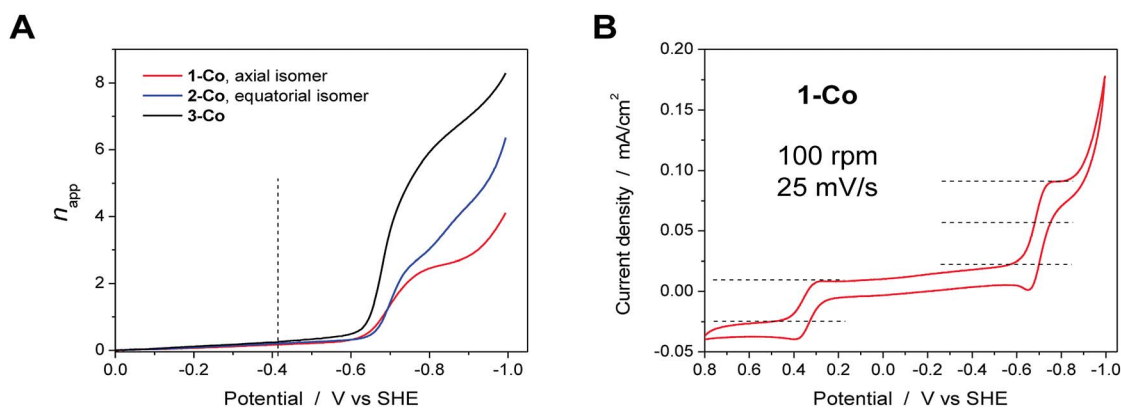 A
8
6
4
2
0
n app
1-Co, axial isomer
2-Co, equatorial isomer
3-Co
0.0 -0.2 -0.4 -0.6 -0.8 -1.0
Potential / V vs SHE
B
0.20
0.15
0.10
0.05
0.00
-0.05
Current density / mA/cm²
1-Co
100 rpm
25 mV/s
0.8 0.6 0.4 0.2 0.0 -0.2 -0.4 -0.6 -0.8 -1.0
Potential / V vs SHE